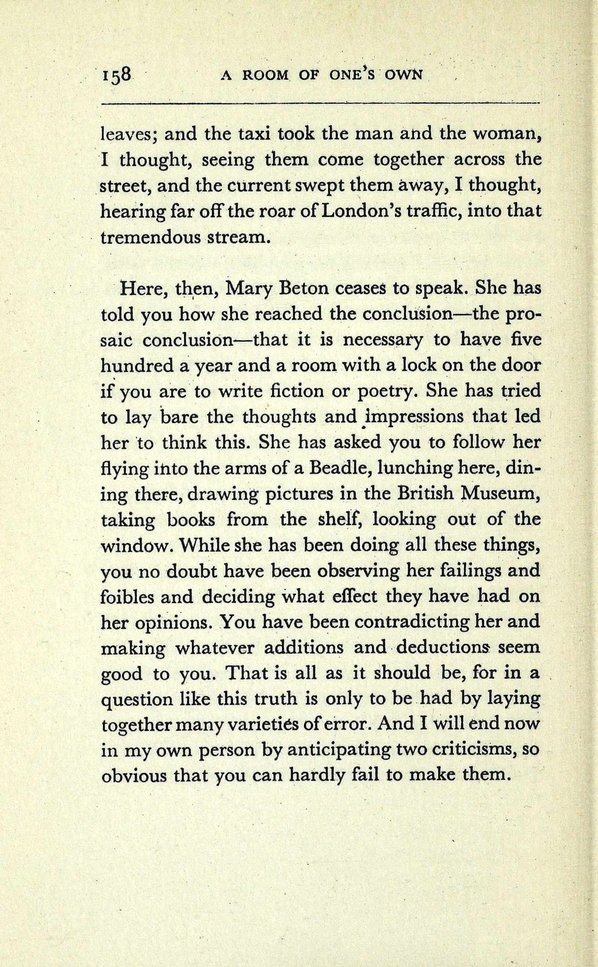 158 A ROOM OF ONE'S OWN
leaves; and the taxi took the man and the woman,
I thought, seeing them come together across the
street, and the current swept them away, I thought,
hearing far off the roar of London's traffic, into that
tremendous stream.
Here, then, Mary Beton ceases to speak. She has
told you how she reached the conclusion—the pro-
saic conclusion—that it is necessary to have five
hundred a year and a room with a lock on the door
if you are to write fiction or poetry. She has tried
to lay bare the thoughts and impressions that led
her to think this. She has asked you to follow her
flying into the arms of a Beadle, lunching here, din-
ing there, drawing pictures in the British Museum,
taking books from the shelf, looking out of the
window. While she has been doing all these things,
you no doubt have been observing her failings and
foibles and deciding what effect they have had on
her opinions. You have been contradicting her and
making whatever additions and deductions seem
good to you. That is all as it should be, for in a
question like this truth is only to be had by laying
together many varieties of error. And I will end now
in my own person by anticipating two criticisms, so
obvious that you can hardly fail to make them.